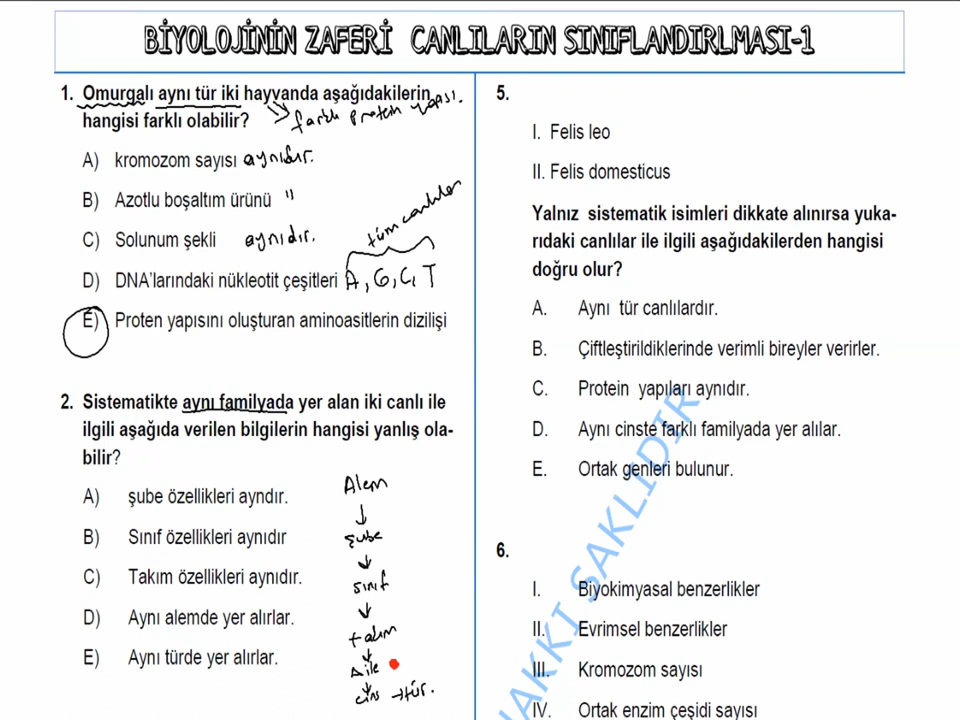 BİYOLOJİNİN ZAFERİ CANLILARIN SINIFLANDIRLMASI-1
1. Omurgalı aynı tür iki hayvanda aşağıdakilerin
hangisi farklı olabilir?
farklı protein yapısı.
A) kromozom sayısı aynıdır.
B) Azotlu boşaltım ürünü "
tüm canlılar
C) Solunum şekli aynıdır.
D) DNA'larındaki nükleotit çeşitleri A, G, C, T
E) Proten yapısını oluşturan aminoasitlerin dizilişi
2. Sistematikte aynı familyada yer alan iki canlı ile
ilgili aşağıda verilen bilgilerin hangisi yanlış ola-
bilir?
A) şube özellikleri ayndır.
B) Sınıf özellikleri aynıdır
C) Takım özellikleri aynıdır.
D) Aynı alemde yer alırlar.
E) Aynı türde yer alırlar.
Alem
↓
şube
↓
sınıf
↓
takım
↓
Aile
↓
cins → tür.
5.
I. Felis leo
II. Felis domesticus
Yalnız sistematik isimleri dikkate alınırsa yuka-
rıdaki canlılar ile ilgili aşağıdakilerden hangisi
doğru olur?
A. Aynı tür canlılardır.
B. Çiftleştirildiklerinde verimli bireyler verirler.
C. Protein yapıları aynıdır.
D. Aynı cinste farklı familyada yer alılar.
E. Ortak genleri bulunur.
6.
I. Biyokimyasal benzerlikler
II. Evrimsel benzerlikler
III. Kromozom sayısı
IV. Ortak enzim çeşidi sayısı
HAKKI SAKLIDIR